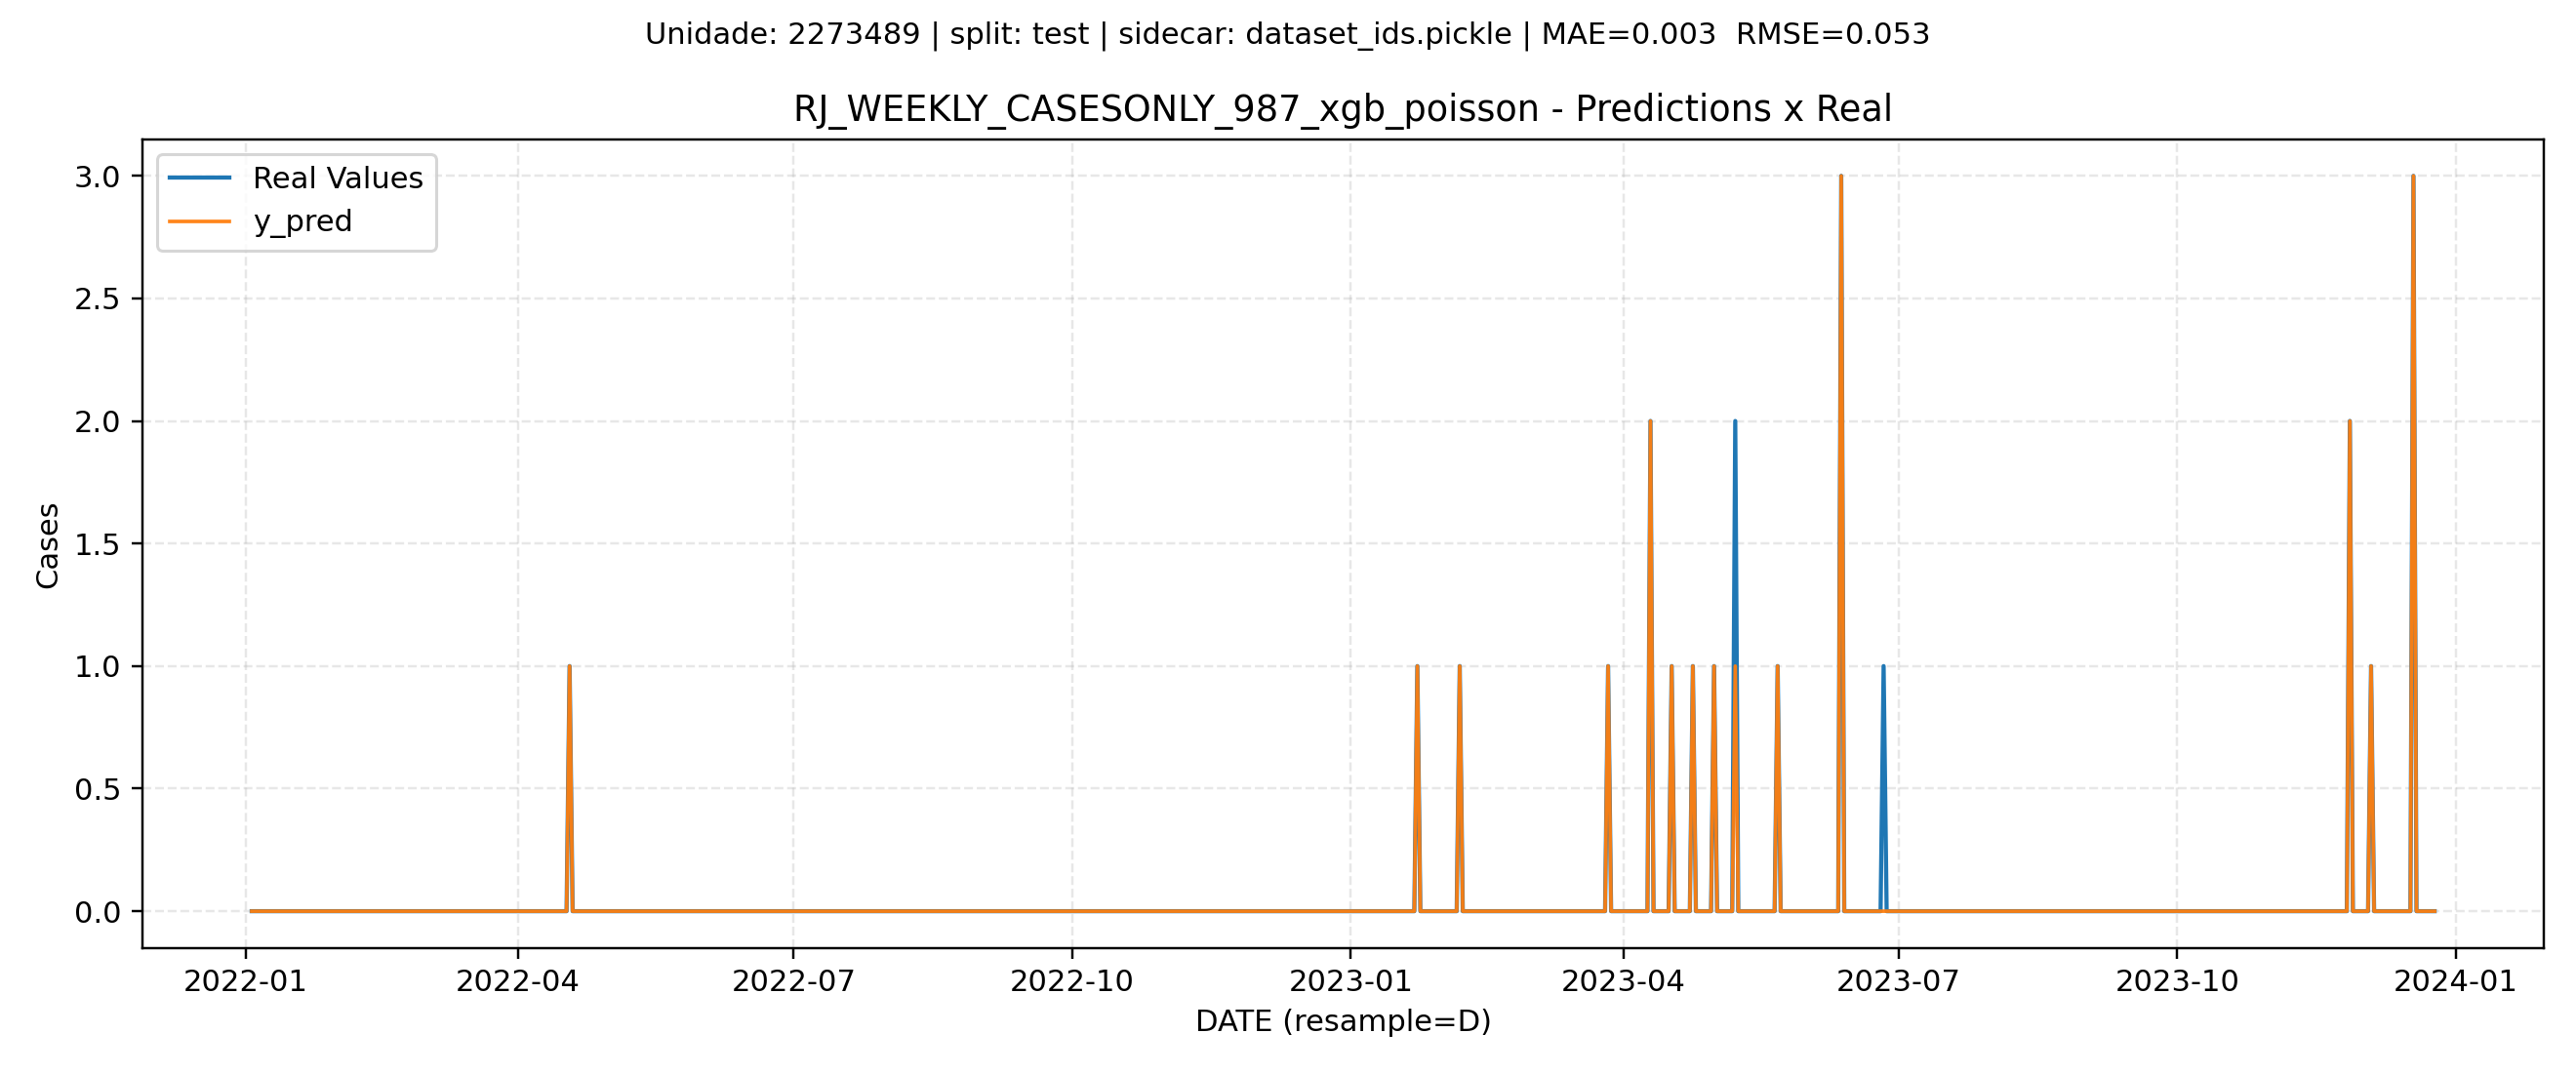 Unidade: 2273489 | split: test | sidecar: dataset_ids.pickle | MAE=0.003  RMSE=0.053
RJ_WEEKLY_CASESONLY_987_xgb_poisson - Predictions x Real
Real Values
y_pred
Cases
3.0
2.5
2.0
1.5
1.0
0.5
0.0
2022-01
2022-04
2022-07
2022-10
2023-01
2023-04
2023-07
2023-10
2024-01
DATE (resample=D)